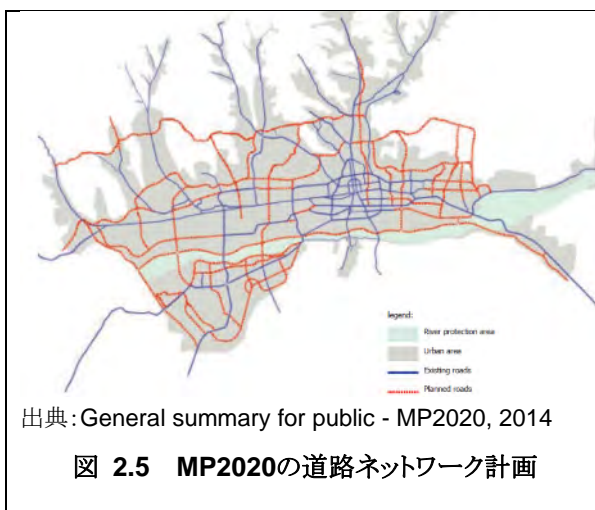 legend:
River protection area
Urban area
Existing roads
Planned roads
出典:General summary for public - MP2020, 2014
図 2.5 MP2020の道路ネットワーク計画